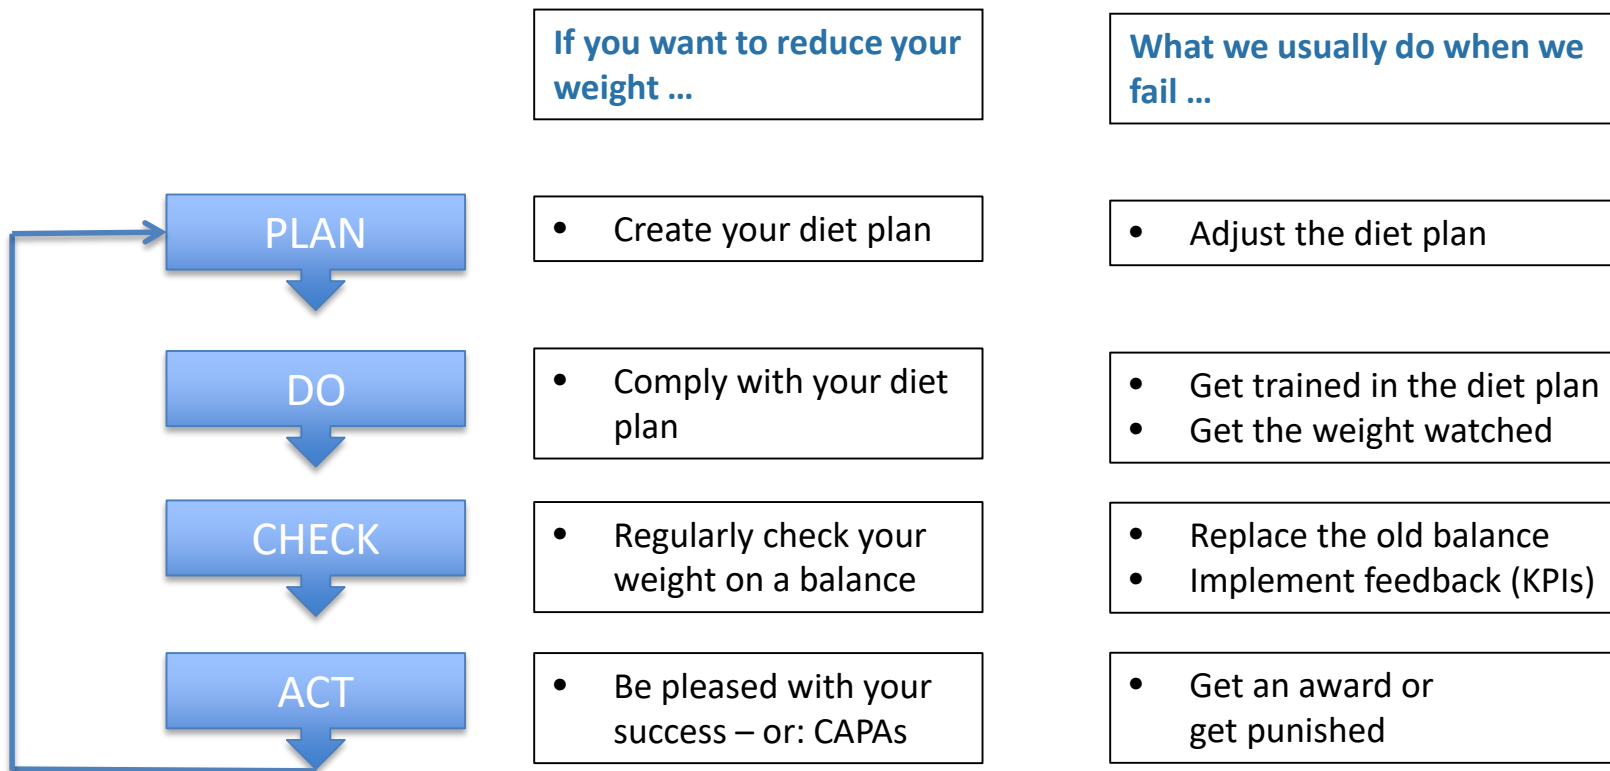 If you want to reduce your
weight …
What we usually do when we
fail …
PLAN
• Create your diet plan
• Adjust the diet plan
DO
• Comply with your diet
plan
• Get trained in the diet plan
• Get the weight watched
CHECK
• Regularly check your
weight on a balance
• Replace the old balance
• Implement feedback (KPIs)
ACT
• Be pleased with your
success – or: CAPAs
• Get an award or
get punished